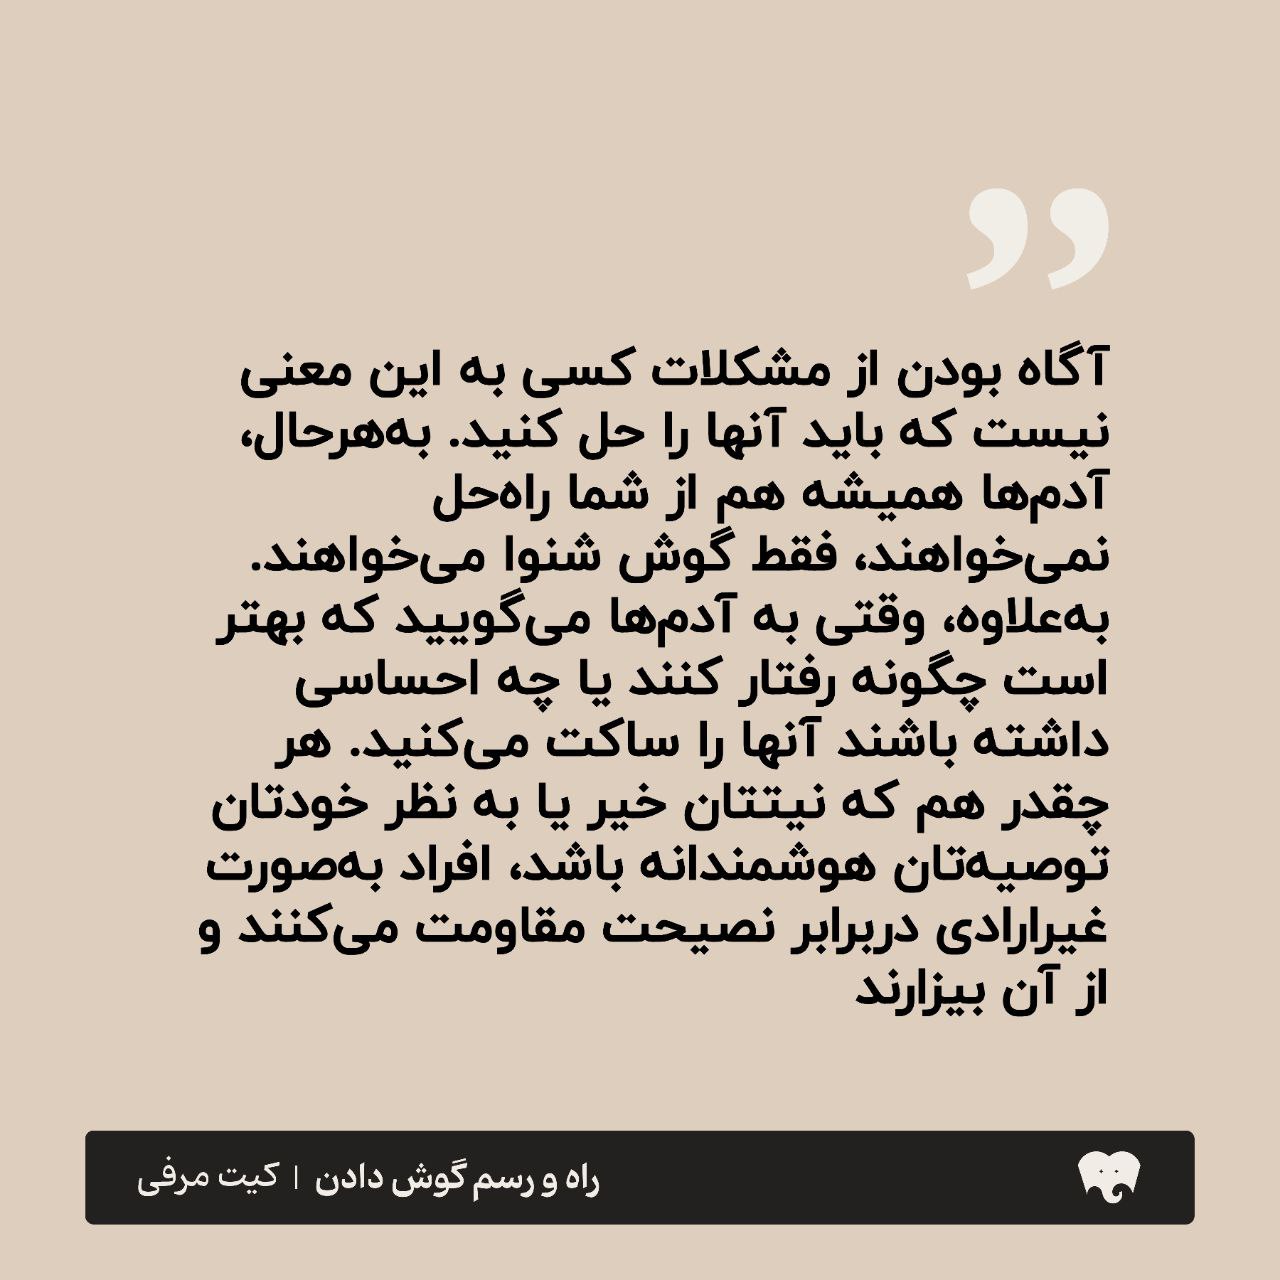 آگاه بودن از مشکلات کسی به این معنی
نیست که باید آنها را حل کنید. به‌هرحال،
آدم‌ها همیشه هم از شما راه‌حل
نمی‌خواهند، فقط گوش شنوا می‌خواهند.
به‌علاوه، وقتی به آدم‌ها می‌گویید که بهتر
است چگونه رفتار کنند یا چه احساسی
داشته باشند آنها را ساکت می‌کنید. هر
چقدر هم که نیتتان خیر یا به نظر خودتان
توصیه‌تان هوشمندانه باشد، افراد به‌صورت
غیرارادی دربرابر نصیحت مقاومت می‌کنند و
از آن بیزارند
راه و رسم گوش دادن | کیت مرفی